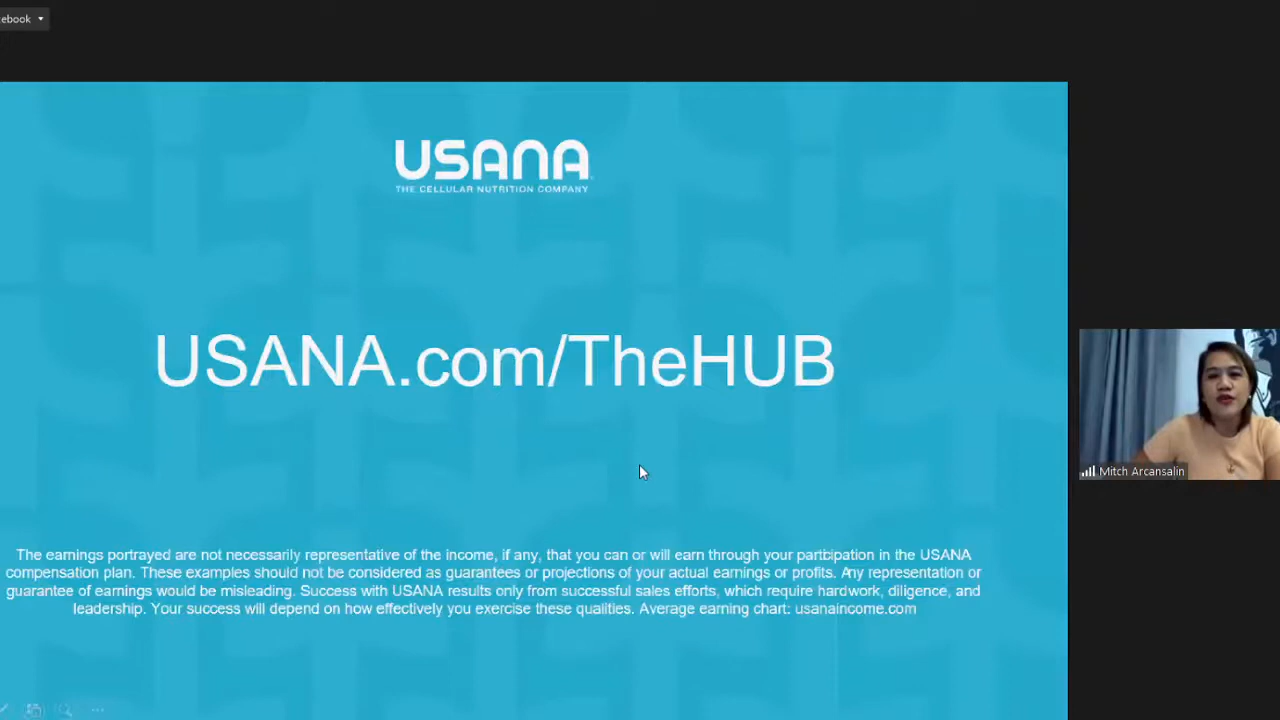 ebook
USANA
THE CELLULAR NUTRITION COMPANY
USANA.com/TheHUB
Mitch Arcansalin
The earnings portrayed are not necessarily representative of the income, if any, that you can or will earn through your participation in the USANA
compensation plan. These examples should not be considered as guarantees or projections of your actual earnings or profits. Any representation or
guarantee of earnings would be misleading. Success with USANA results only from successful sales efforts, which require hardwork, diligence, and
leadership. Your success will depend on how effectively you exercise these qualities. Average earning chart: usanaincome.com